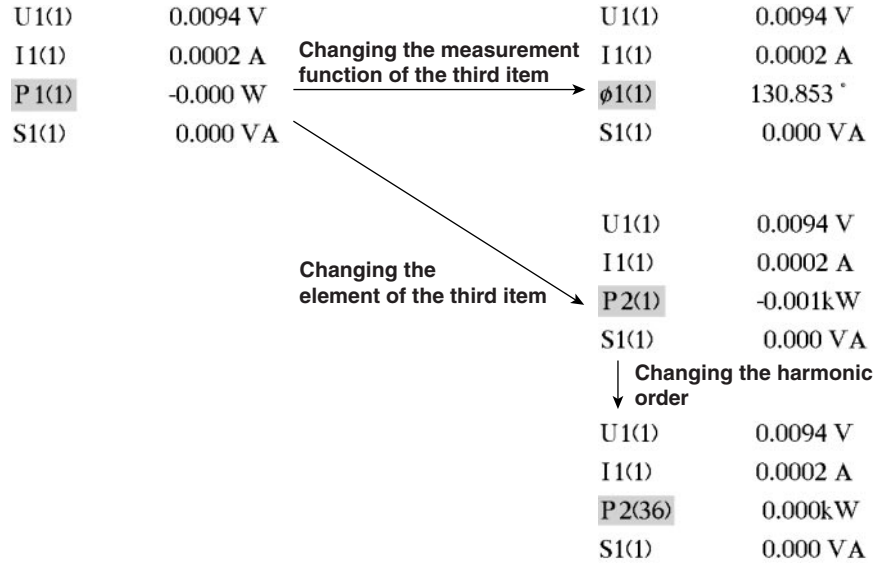 U1(1) 0.0094 V
I1(1) 0.0002 A
P1(1) -0.000 W
S1(1) 0.000 VA
Changing the measurement
function of the third item
U1(1) 0.0094 V
I1(1) 0.0002 A
ø1(1) 130.853 °
S1(1) 0.000 VA
Changing the
element of the third item
U1(1) 0.0094 V
I1(1) 0.0002 A
P2(1) -0.001kW
S1(1) 0.000 VA
Changing the harmonic
order
U1(1) 0.0094 V
I1(1) 0.0002 A
P2(36) 0.000kW
S1(1) 0.000 VA